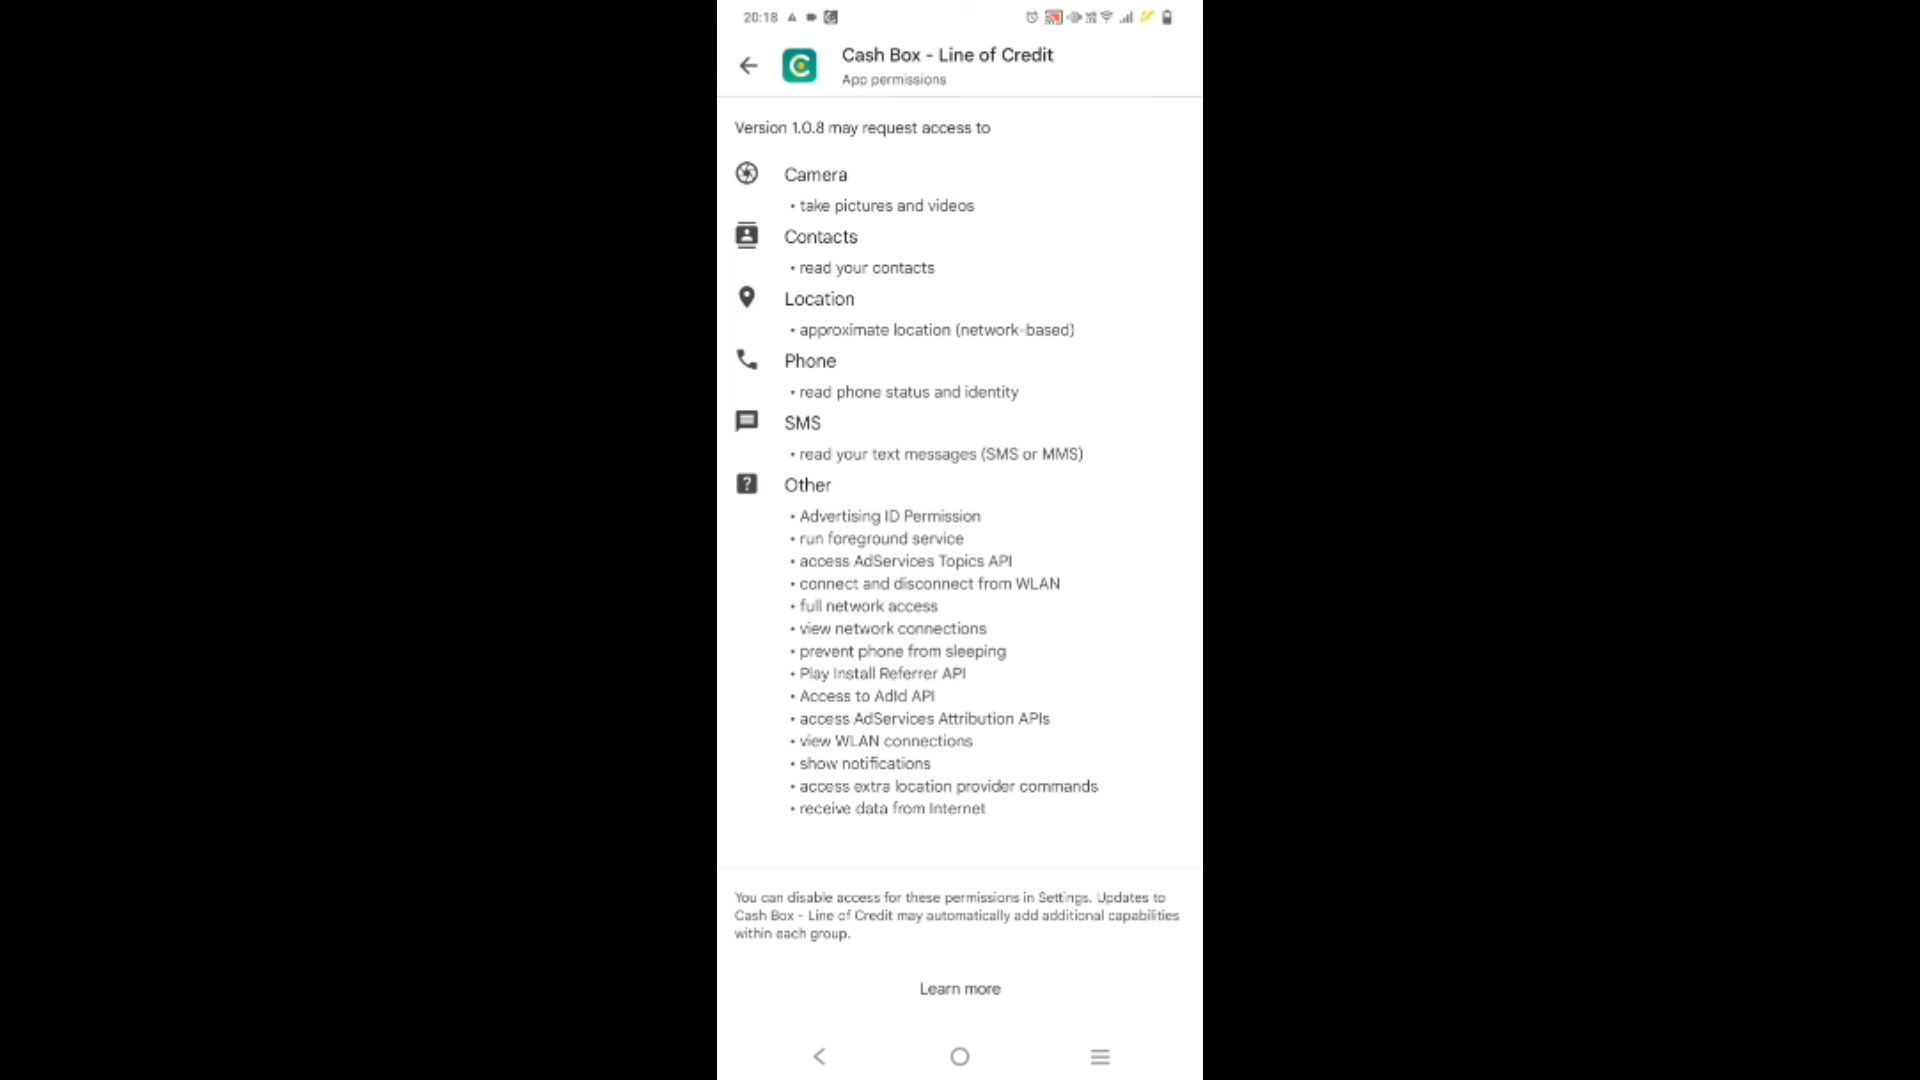 20:18
Cash Box - Line of Credit
App permissions
Version 1.0.8 may request access to
Camera
• take pictures and videos
Contacts
• read your contacts
Location
• approximate location (network-based)
Phone
• read phone status and identity
SMS
• read your text messages (SMS or MMS)
Other
• Advertising ID Permission
• run foreground service
• access AdServices Topics API
• connect and disconnect from WLAN
• full network access
• view network connections
• prevent phone from sleeping
• Play Install Referrer API
• Access to AdId API
• access AdServices Attribution APIs
• view WLAN connections
• show notifications
• access extra location provider commands
• receive data from Internet
You can disable access for these permissions in Settings. Updates to
Cash Box - Line of Credit may automatically add additional capabilities
within each group.
Learn more